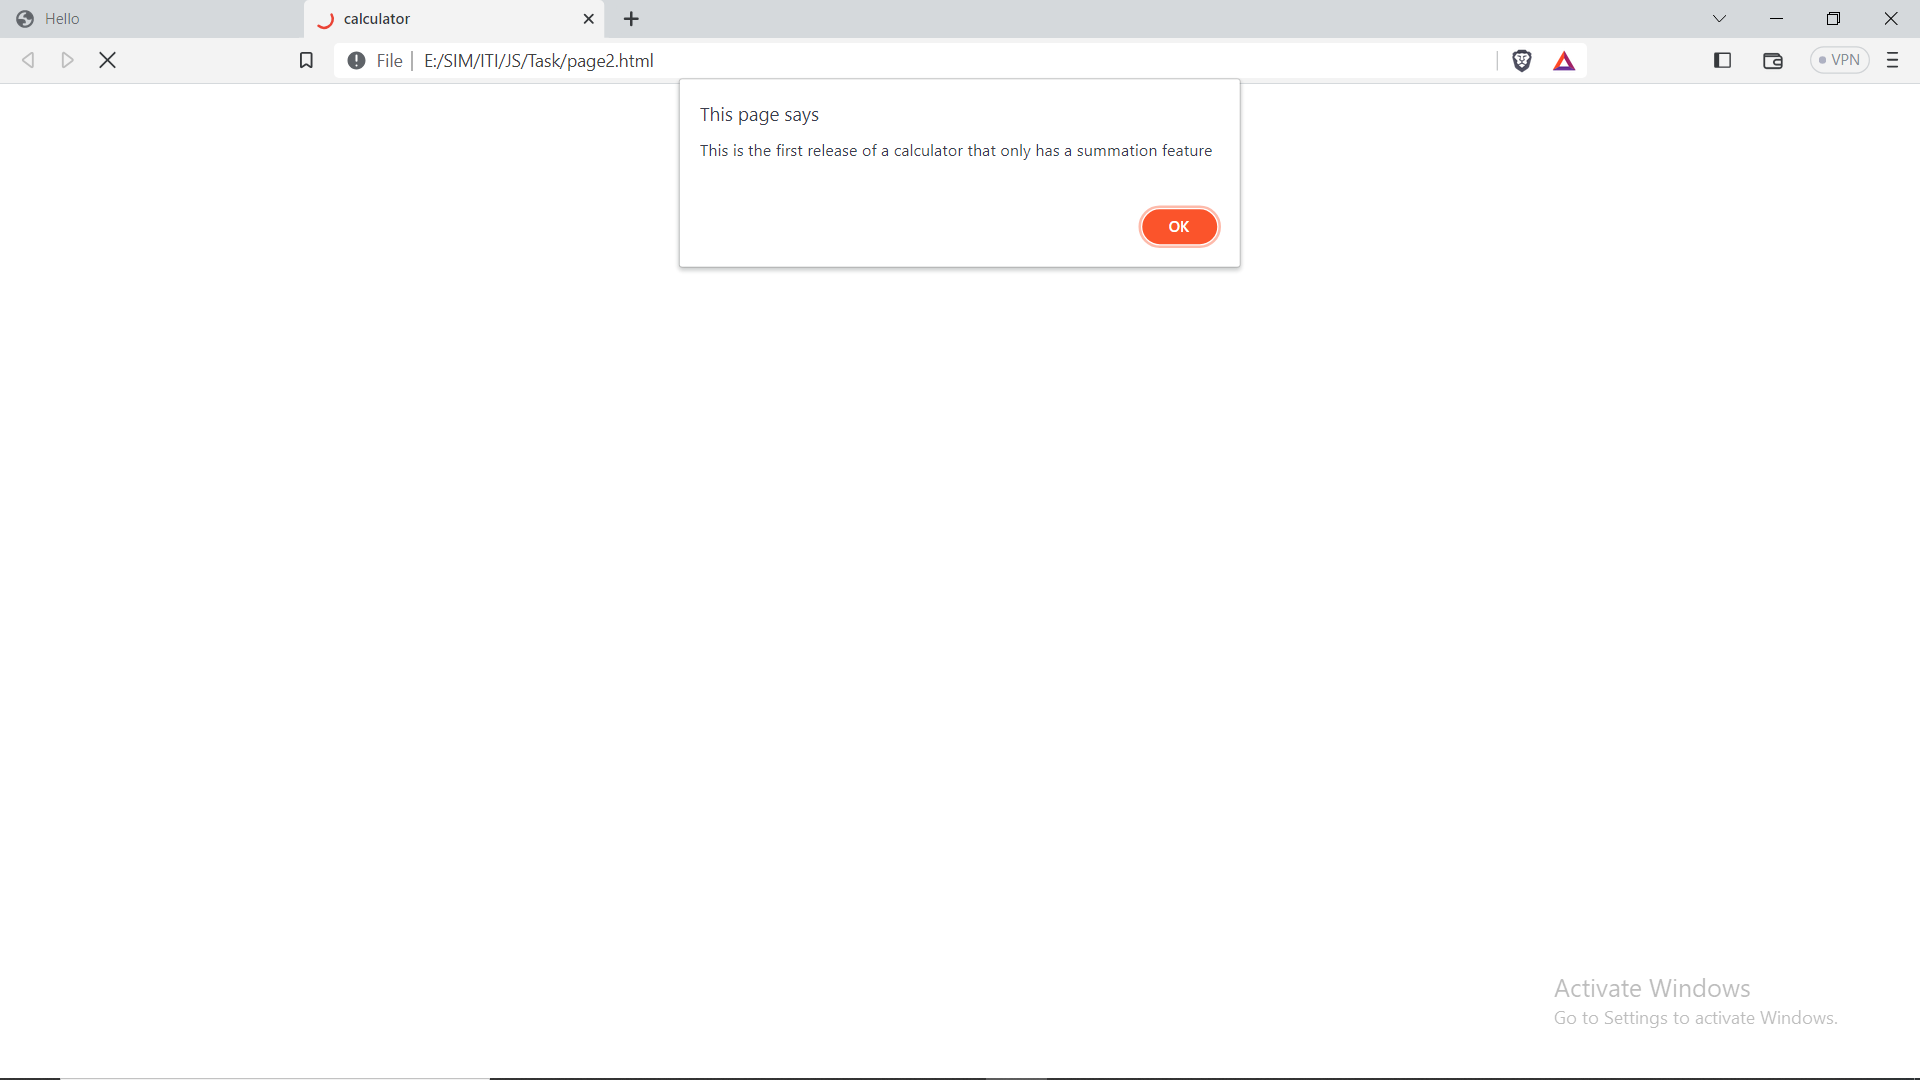 Hello
calculator
File
E:/SIM/ITI/JS/Task/page2.html
VPN
This page says
This is the first release of a calculator that only has a summation feature
OK
Activate Windows
Go to Settings to activate Windows.